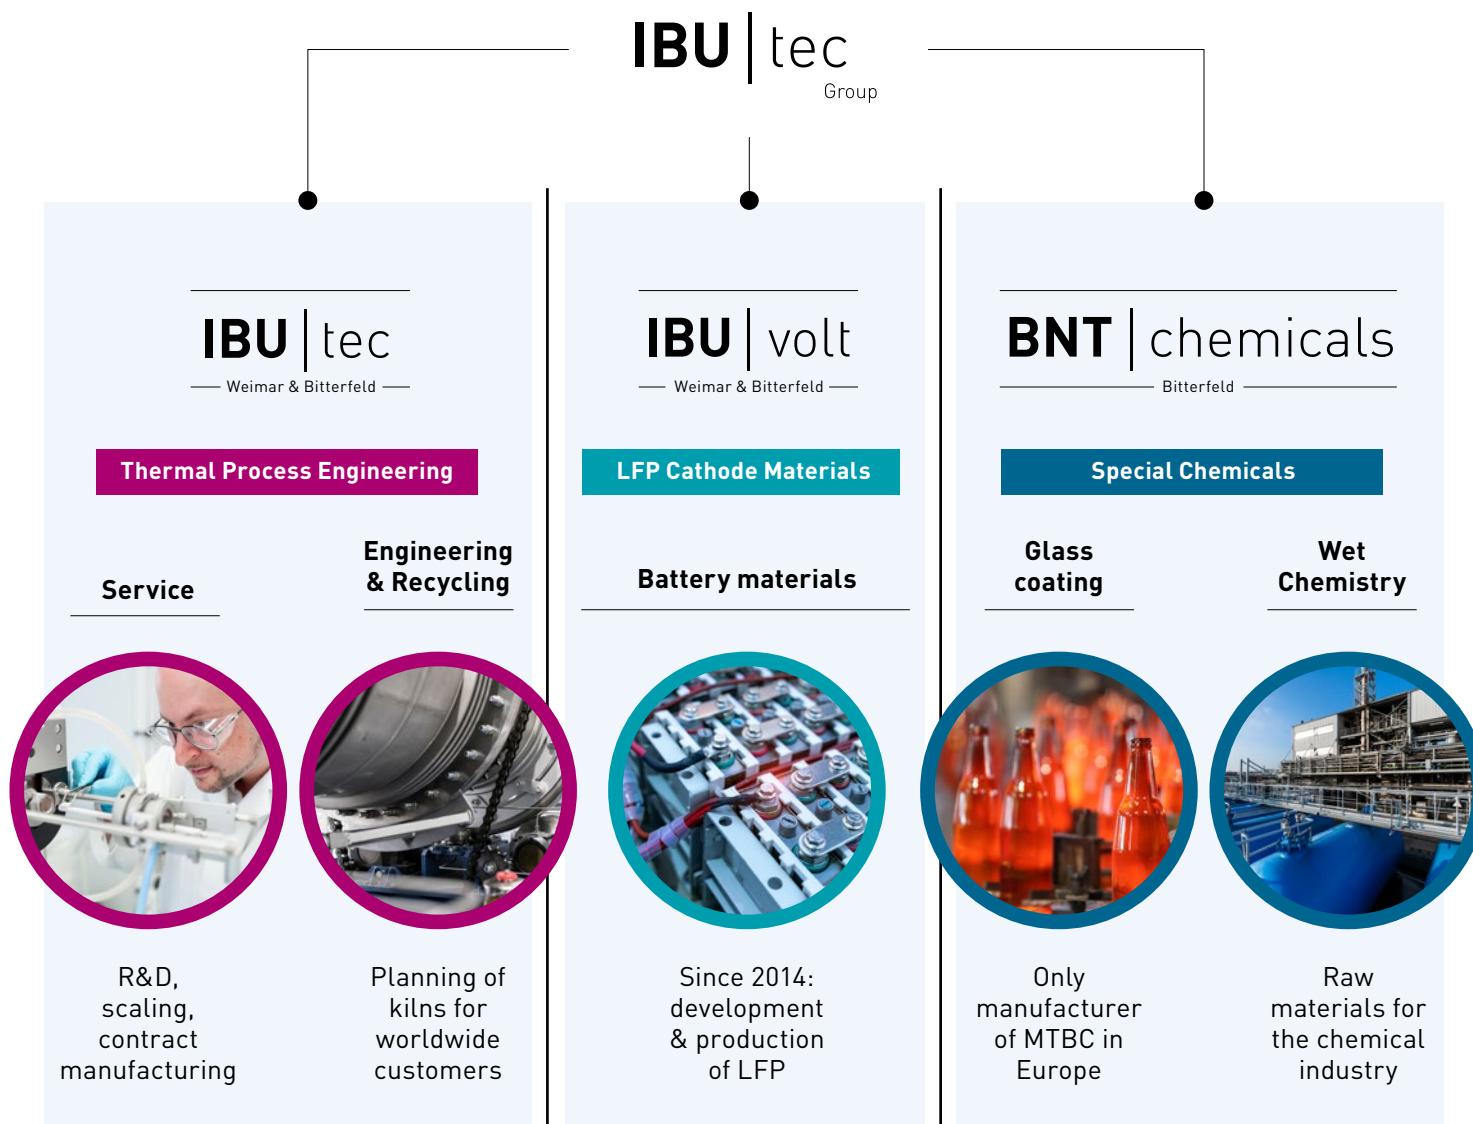 IBU | tec
Group
IBU | tec
Weimar & Bitterfeld
Thermal Process Engineering
Service
Engineering
& Recycling
R&D,
scaling,
contract
manufacturing
Planning of
kilns for
worldwide
customers
IBU | volt
Weimar & Bitterfeld
LFP Cathode Materials
Battery materials
Since 2014:
development
& production
of LFP
BNT | chemicals
Bitterfeld
Special Chemicals
Glass
coating
Wet
Chemistry
Only
manufacturer
of MTBC in
Europe
Raw
materials for
the chemical
industry